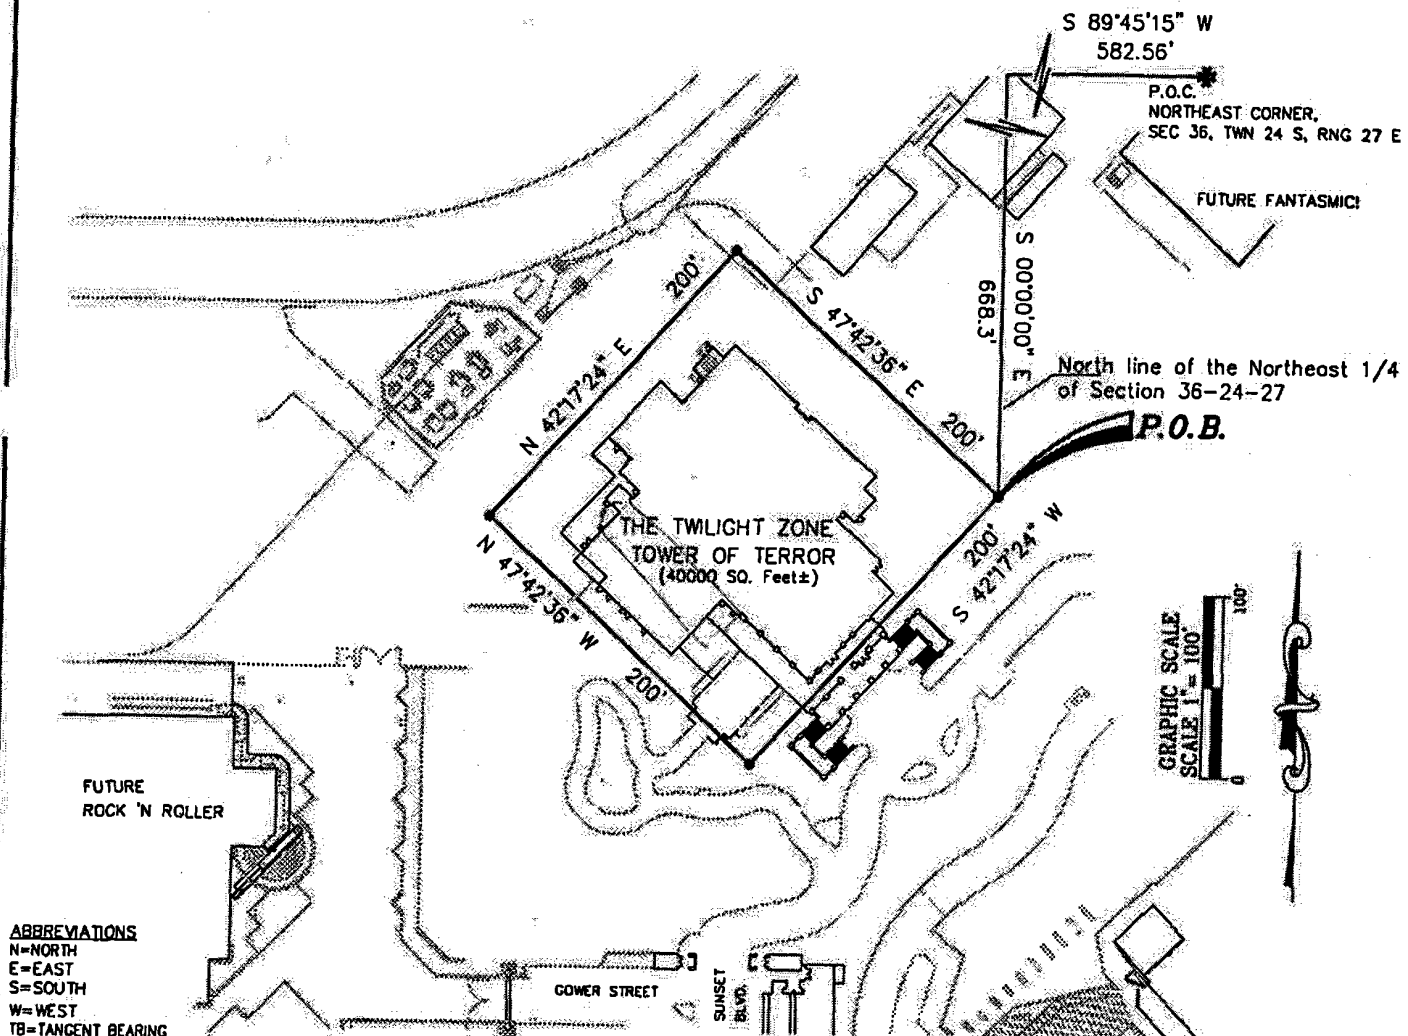 S 89°45'15" W
582.56'
P.O.C.
NORTHEAST CORNER,
SEC 36, TWN 24 S, RNG 27 E
FUTURE FANTASMIC!
S 00°00'00" E
668.3'
200'
S 47°42'36" E
200'
N 42°17'24" E
North line of the Northeast 1/4
of Section 36-24-27
P.O.B.
THE TWILIGHT ZONE
TOWER OF TERROR
(40000 SQ. Feet±)
200'
S 42°17'24" W
N 47°42'36" W
200'
GRAPHIC SCALE
SCALE 1"= 100'
100'
0
FUTURE
ROCK 'N ROLLER
ABBREVIATIONS
N=NORTH
E=EAST
S=SOUTH
W=WEST
TB=TANGENT BEARING
GOWER STREET
SUNSET
BLVD.